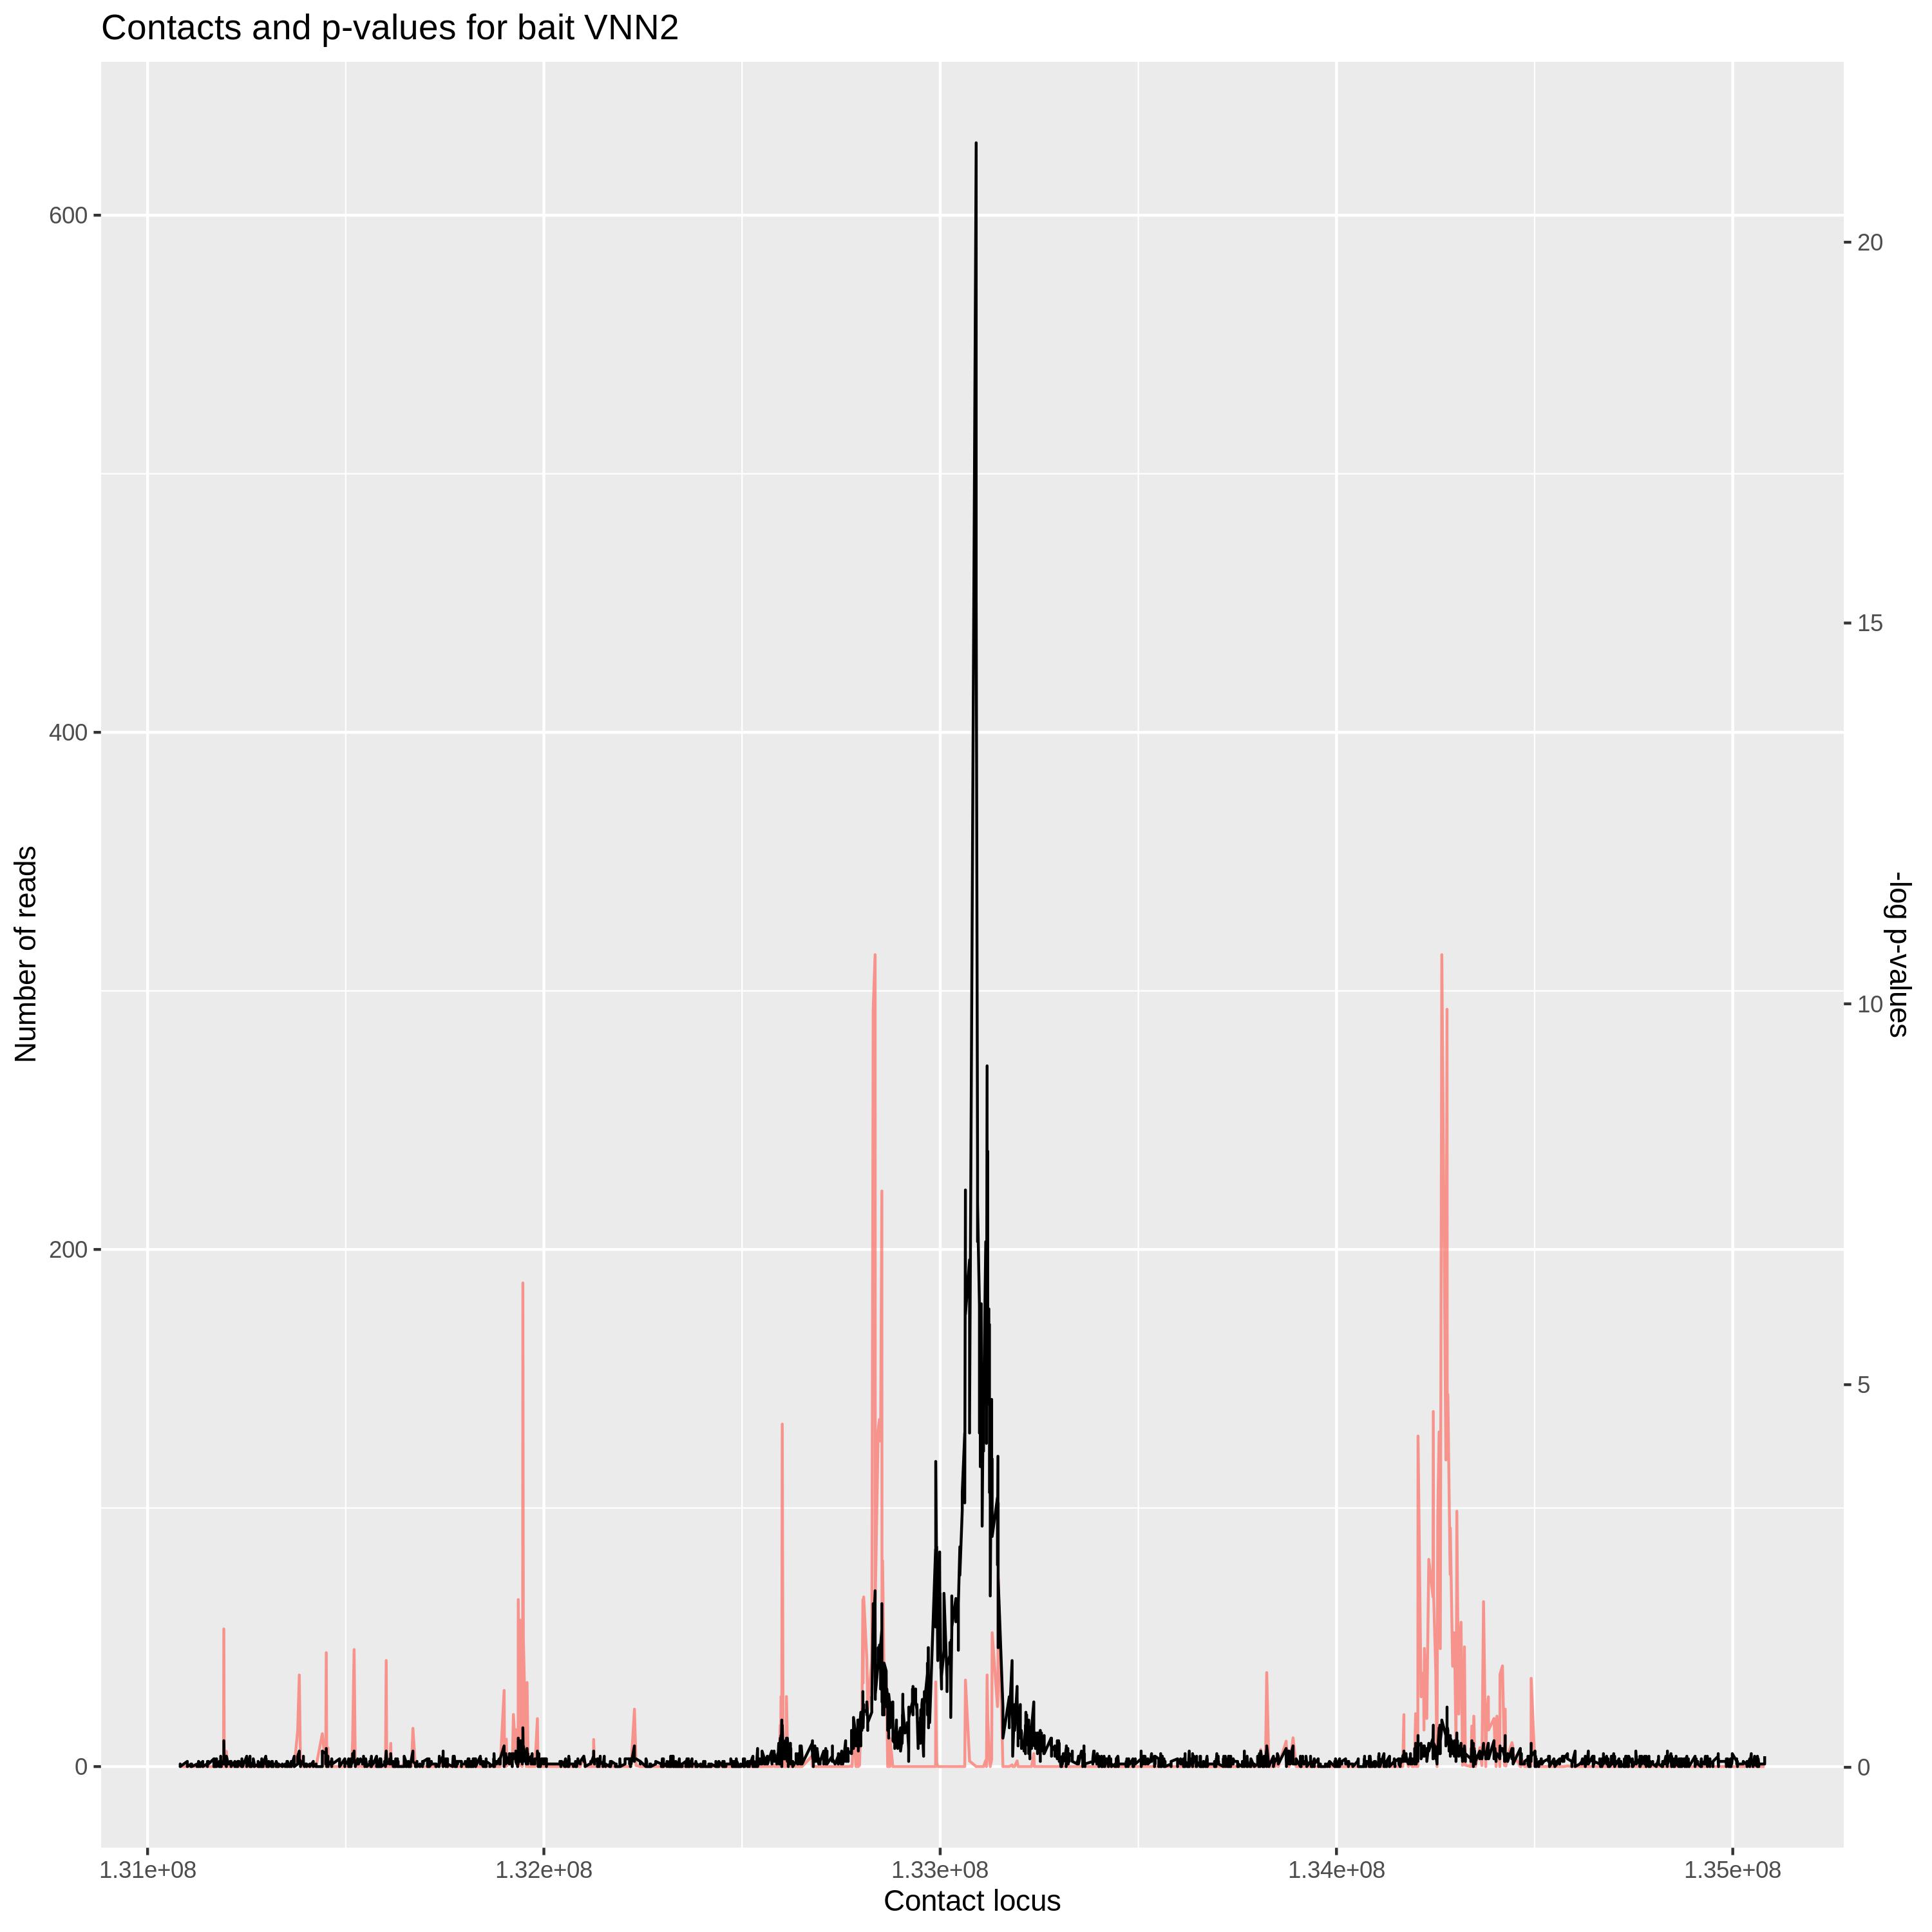 Contacts and p-values for bait VNN2
600
400
200
0
Number of reads
20
15
10
5
0
-log p-values
1.31e+08 1.32e+08 1.33e+08 1.34e+08 1.35e+08
Contact locus